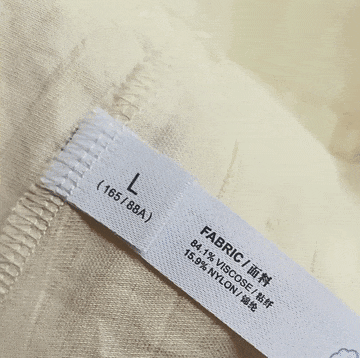 L
( 165 / 88A)
FABRIC / 面料
84.1% VISCOSE / 粘纤
15.9% NYLON / 锦纶